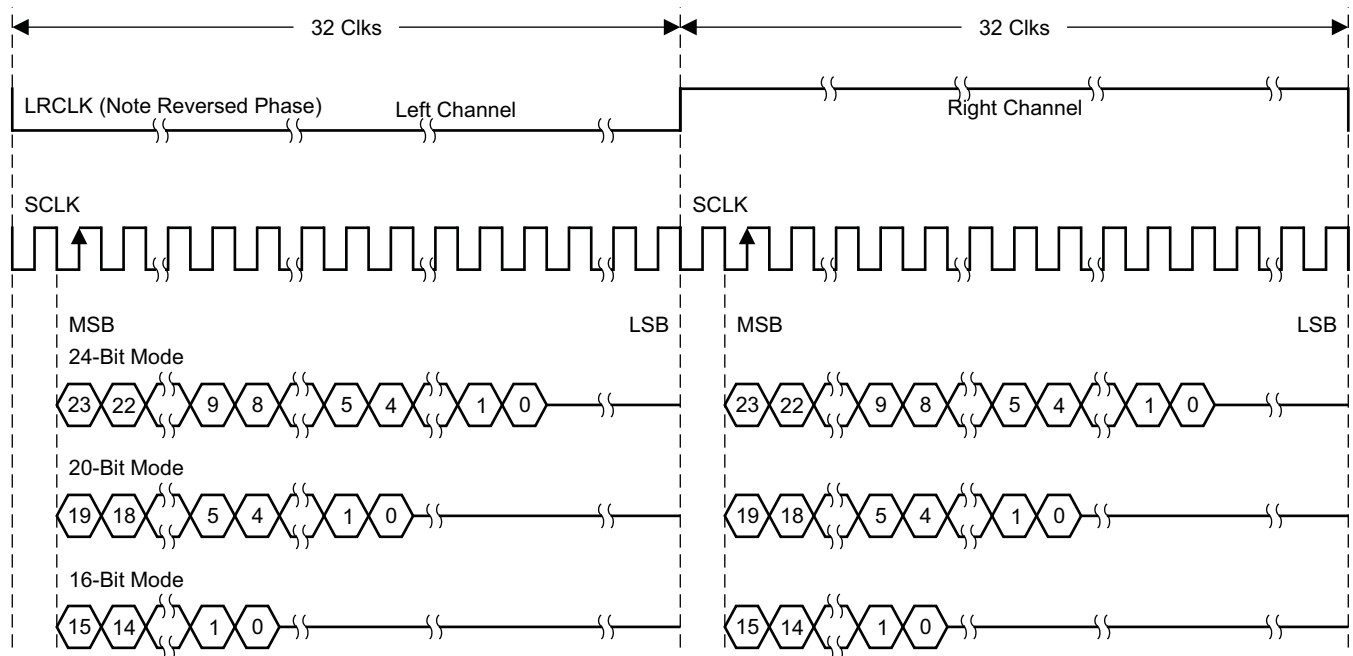 32 Clks 32 Clks
LRCLK (Note Reversed Phase) Left Channel Right Channel
SCLK SCLK
MSB LSB MSB LSB
24-Bit Mode
23 22 9 8 5 4 1 0 23 22 9 8 5 4 1 0
20-Bit Mode
19 18 5 4 1 0 19 18 5 4 1 0
16-Bit Mode
15 14 1 0 15 14 1 0